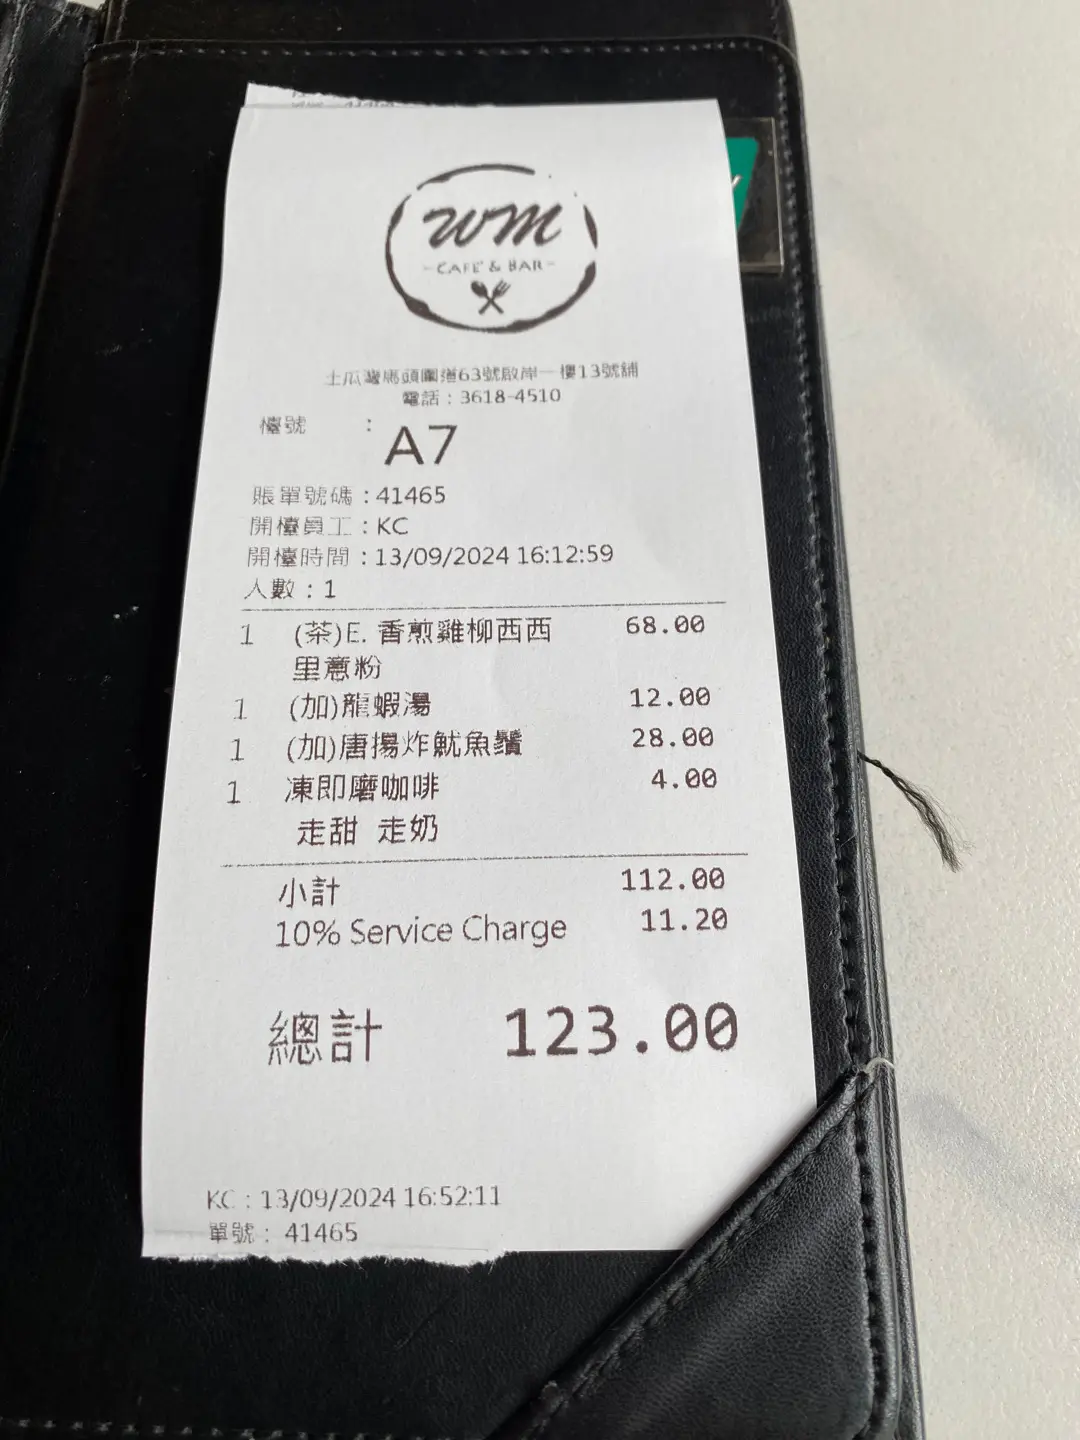 WM
CAFE & BAR
土瓜灣馬頭圍道63號啟岸一樓13號舖
電話：3618-4510
檯號 ：
A7
賬單號碼：41465
開檯員工：KC
開檯時間：13/09/2024 16:12:59
人數：1
1 (茶)E. 香煎雞柳西西 68.00
里意粉
1 (加)龍蝦湯 12.00
1 (加)唐揚炸魷魚鬚 28.00
1 凍即磨咖啡 4.00
走甜 走奶
小計 112.00
10% Service Charge 11.20
總計 123.00
KC：13/09/2024 16:52:11
單號：41465